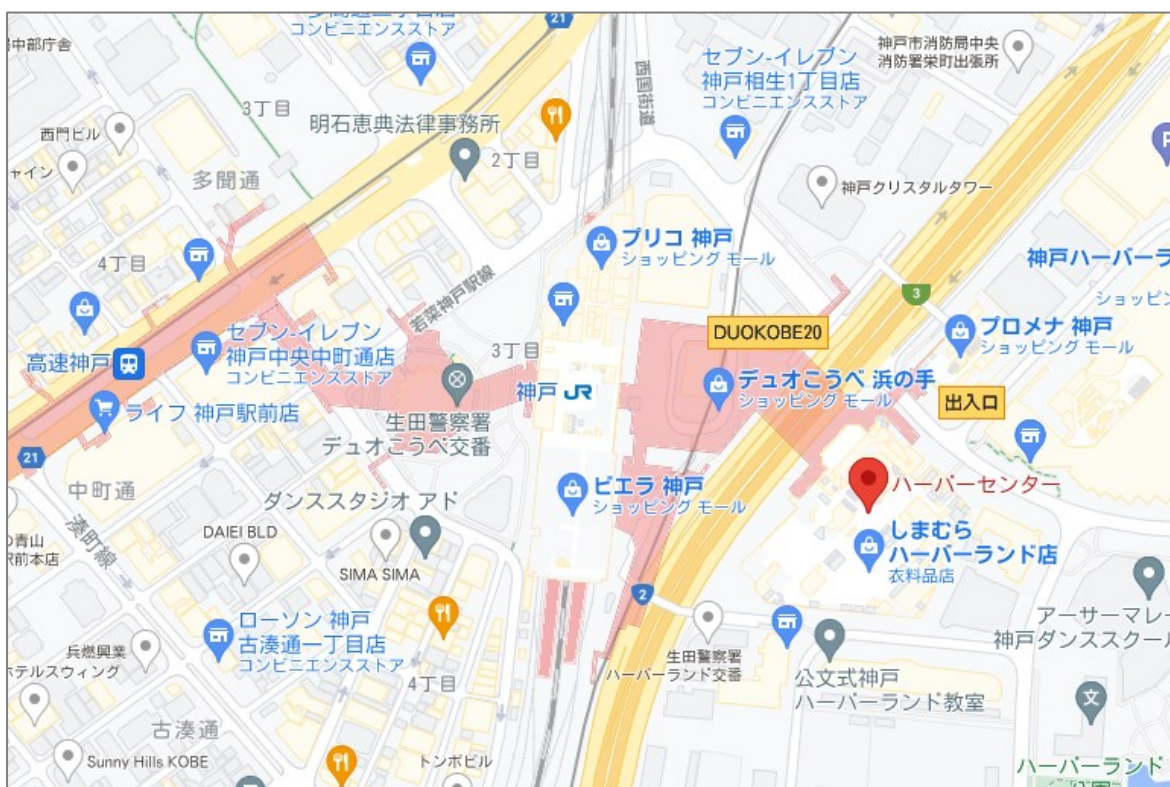 コンビニエンスストア
21
中部庁舎
西国街道
セブン-イレブン
神戸相生1丁目店
コンビニエンスストア
神戸市消防局中央
消防署栄町出張所
3丁目
西門ビル
明石恵典法律事務所
2丁目
多聞通
神戸クリスタルタワー
プリコ 神戸
ショッピング モール
4丁目
若菜神戸駅線
3
セブン-イレブン
神戸中央中町通店
コンビニエンスストア
3丁目
DUOKOBE20
プロメナ 神戸
ショッピング モール
高速神戸
神戸 JR
デュオこうべ 浜の手
ショッピング モール
出入口
ライフ 神戸駅前店
生田警察署
デュオこうべ交番
21
中町通
湊町線
ダンススタジオ アド
ビエラ 神戸
ショッピング モール
ハーバーセンター
しまむら
ハーバーランド店
衣料品店
DAIEI BLD
SIMA SIMA
2
ローソン 神戸
古湊通一丁目店
コンビニエンスストア
兵燃興業
ホテルスウィング
4丁目
生田警察署
ハーバーランド交番
公文式神戸
ハーバーランド教室
アーサーマレー
神戸ダンススクール
古湊通
Sunny Hills KOBE
トンボビル
文
ハーバーランド